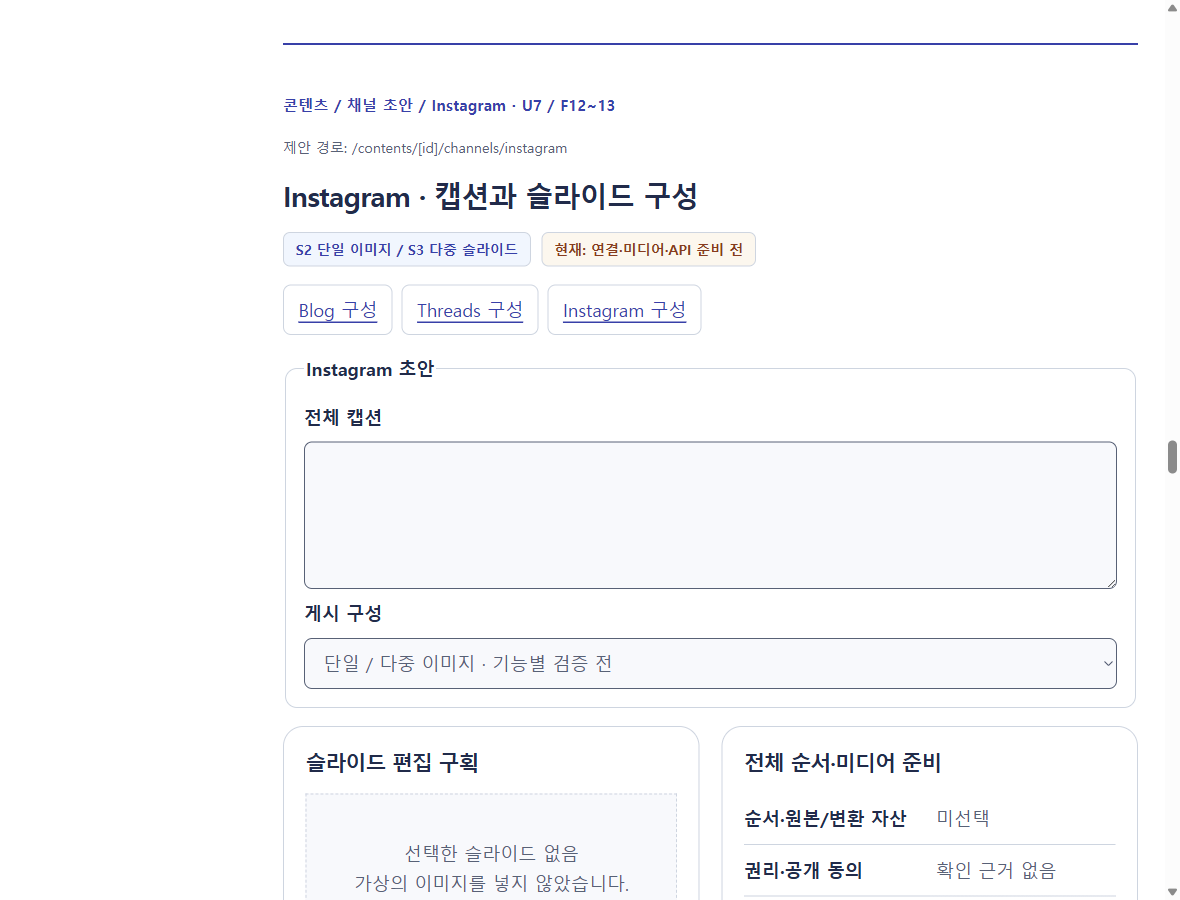 콘텐츠 / 채널 초안 / Instagram · U7 / F12~13
제안 경로: /contents/[id]/channels/instagram
Instagram · 캡션과 슬라이드 구성
S2 단일 이미지 / S3 다중 슬라이드
현재: 연결·미디어·API 준비 전
Blog 구성
Threads 구성
Instagram 구성
Instagram 초안
전체 캡션
게시 구성
단일 / 다중 이미지 · 기능별 검증 전
슬라이드 편집 구획
선택한 슬라이드 없음
가상의 이미지를 넣지 않았습니다.
전체 순서·미디어 준비
순서·원본/변환 자산 미선택
권리·공개 동의 확인 근거 없음